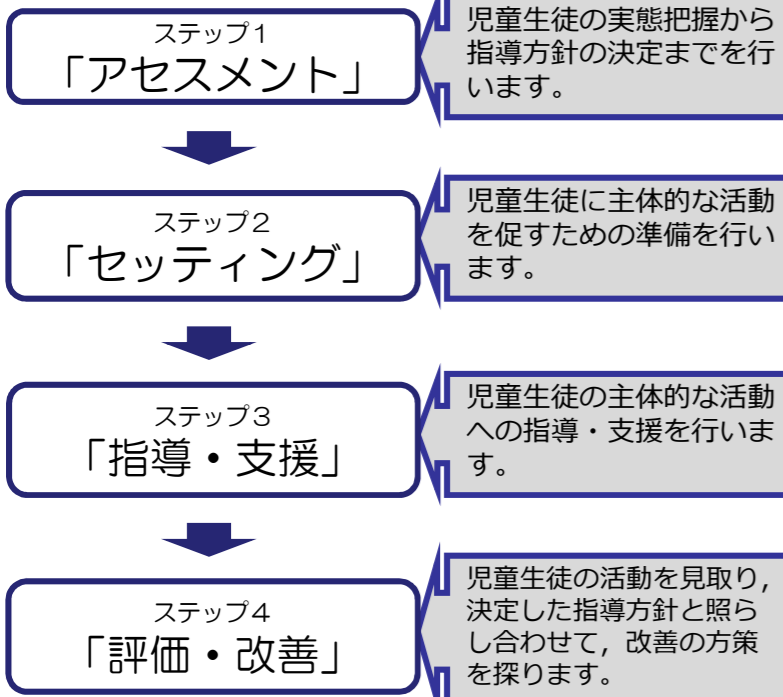 ステップ1
「アセスメント」
児童生徒の実態把握から
指導方針の決定までを行
います。
ステップ2
「セッティング」
児童生徒に主体的な活動
を促すための準備を行い
ます。
ステップ3
「指導・支援」
児童生徒の主体的な活動
への指導・支援を行いま
す。
ステップ4
「評価・改善」
児童生徒の活動を見取り，
決定した指導方針と照ら
し合わせて，改善の方策
を探ります。